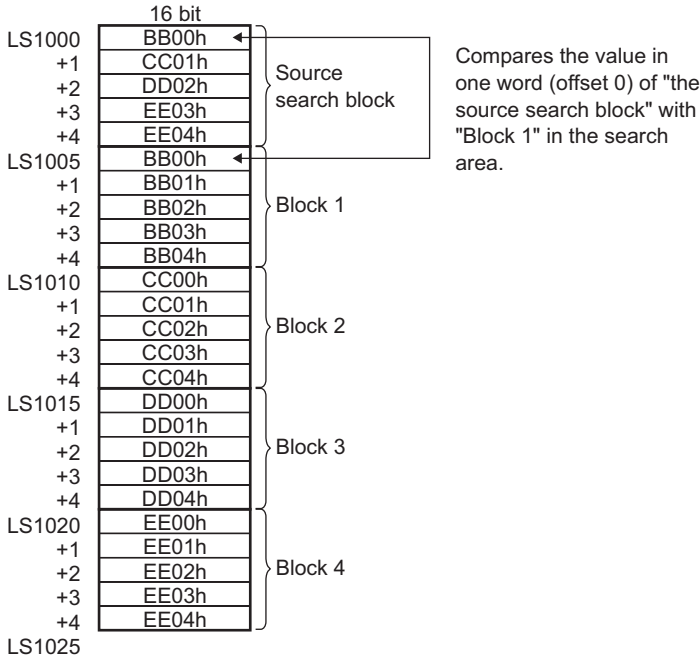 16 bit
LS1000 BB00h
+1 CC01h
+2 DD02h
+3 EE03h
+4 EE04h
Source
search block
LS1005 BB00h
+1 BB01h
+2 BB02h
+3 BB03h
+4 BB04h
Block 1
LS1010 CC00h
+1 CC01h
+2 CC02h
+3 CC03h
+4 CC04h
Block 2
LS1015 DD00h
+1 DD01h
+2 DD02h
+3 DD03h
+4 DD04h
Block 3
LS1020 EE00h
+1 EE01h
+2 EE02h
+3 EE03h
+4 EE04h
Block 4
LS1025
Compares the value in
one word (offset 0) of "the
source search block" with
"Block 1" in the search
area.